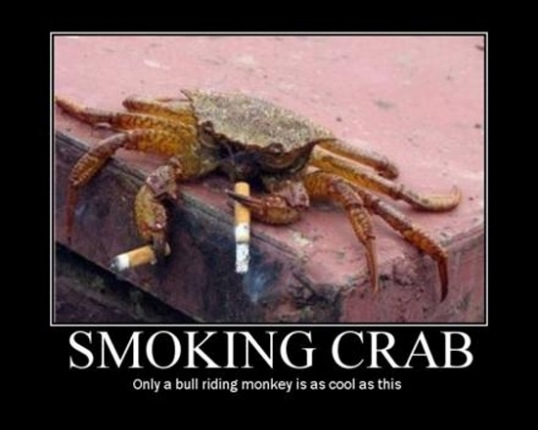 SMOKING CRAB
Only a bull riding monkey is as cool as this